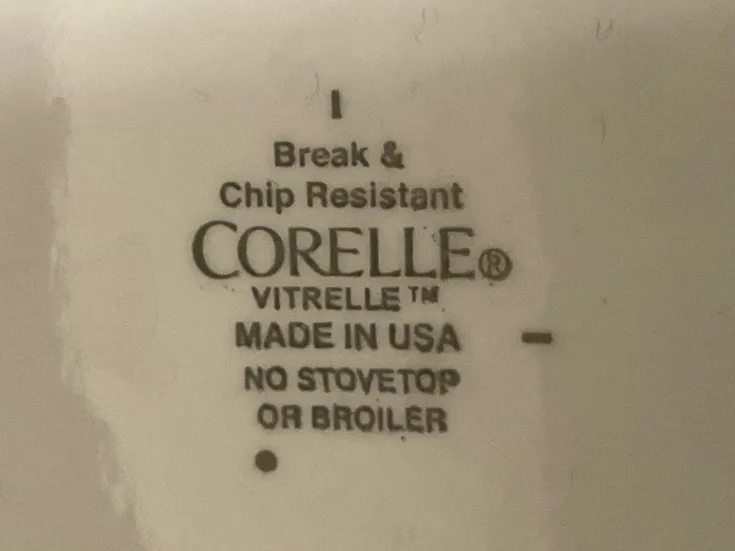 Break &
Chip Resistant
CORELLE®
VITRELLE™
MADE IN USA
NO STOVETOP
OR BROILER